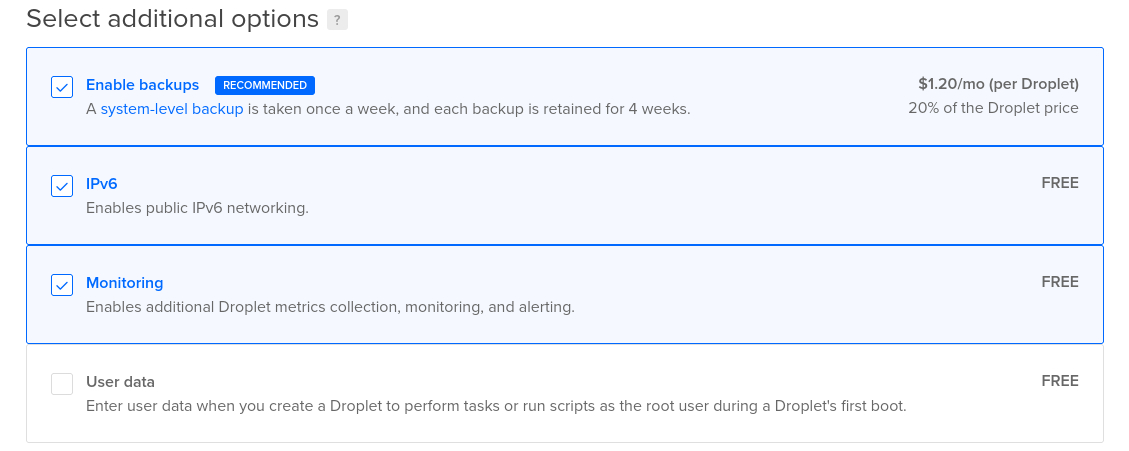 Select additional options ?
Enable backups RECOMMENDED $1.20/mo (per Droplet)
A system-level backup is taken once a week, and each backup is retained for 4 weeks. 20% of the Droplet price
IPv6 FREE
Enables public IPv6 networking.
Monitoring FREE
Enables additional Droplet metrics collection, monitoring, and alerting.
User data FREE
Enter user data when you create a Droplet to perform tasks or run scripts as the root user during a Droplet's first boot.